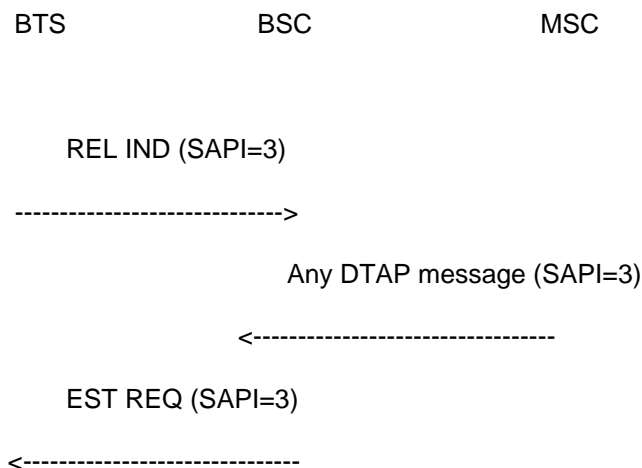 BTS BSC MSC
REL IND (SAPI=3)
------------------------------>
Any DTAP message (SAPI=3)
<----------------------------------
EST REQ (SAPI=3)
<-------------------------------